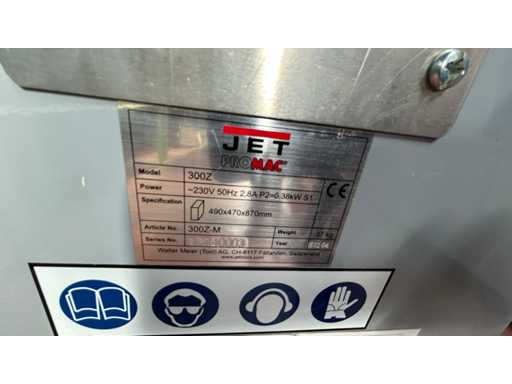 JET
PROMAC
Model 300Z
Power ~230V 50Hz 2,8A P2=0.38kW S1
Specification 490x470x870mm
CE
Article No. 300Z-M Weight kg
Series No. Year
Walter Meier (Tool) AG, CH-8117 Fällanden, Switzerland